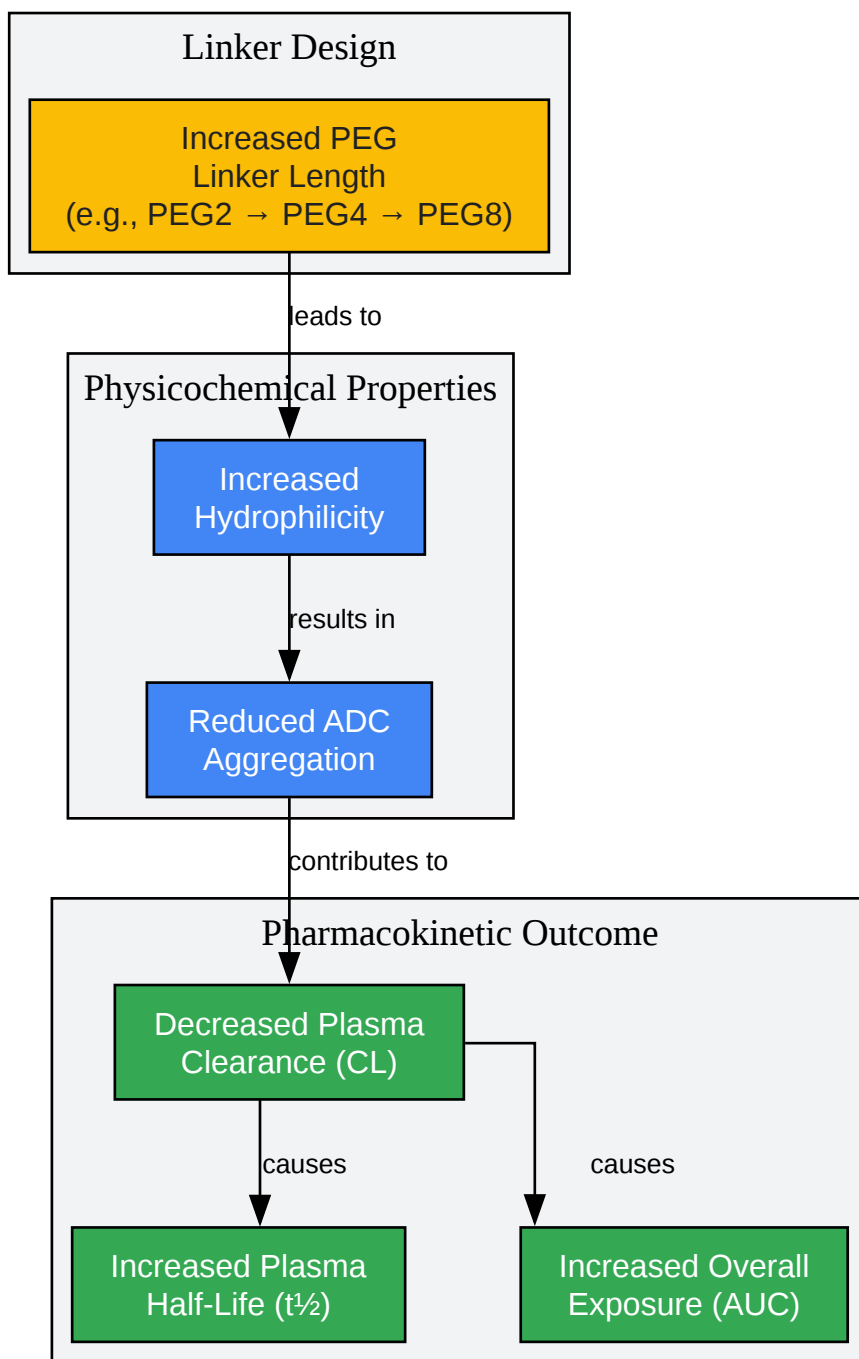 Linker Design
Increased PEG
Linker Length
(e.g., PEG2 → PEG4 → PEG8)
leads to
Physicochemical Properties
Increased
Hydrophilicity
results in
Reduced ADC
Aggregation
contributes to
Pharmacokinetic Outcome
Decreased Plasma
Clearance (CL)
causes
causes
Increased Plasma
Half-Life (t½)
Increased Overall
Exposure (AUC)